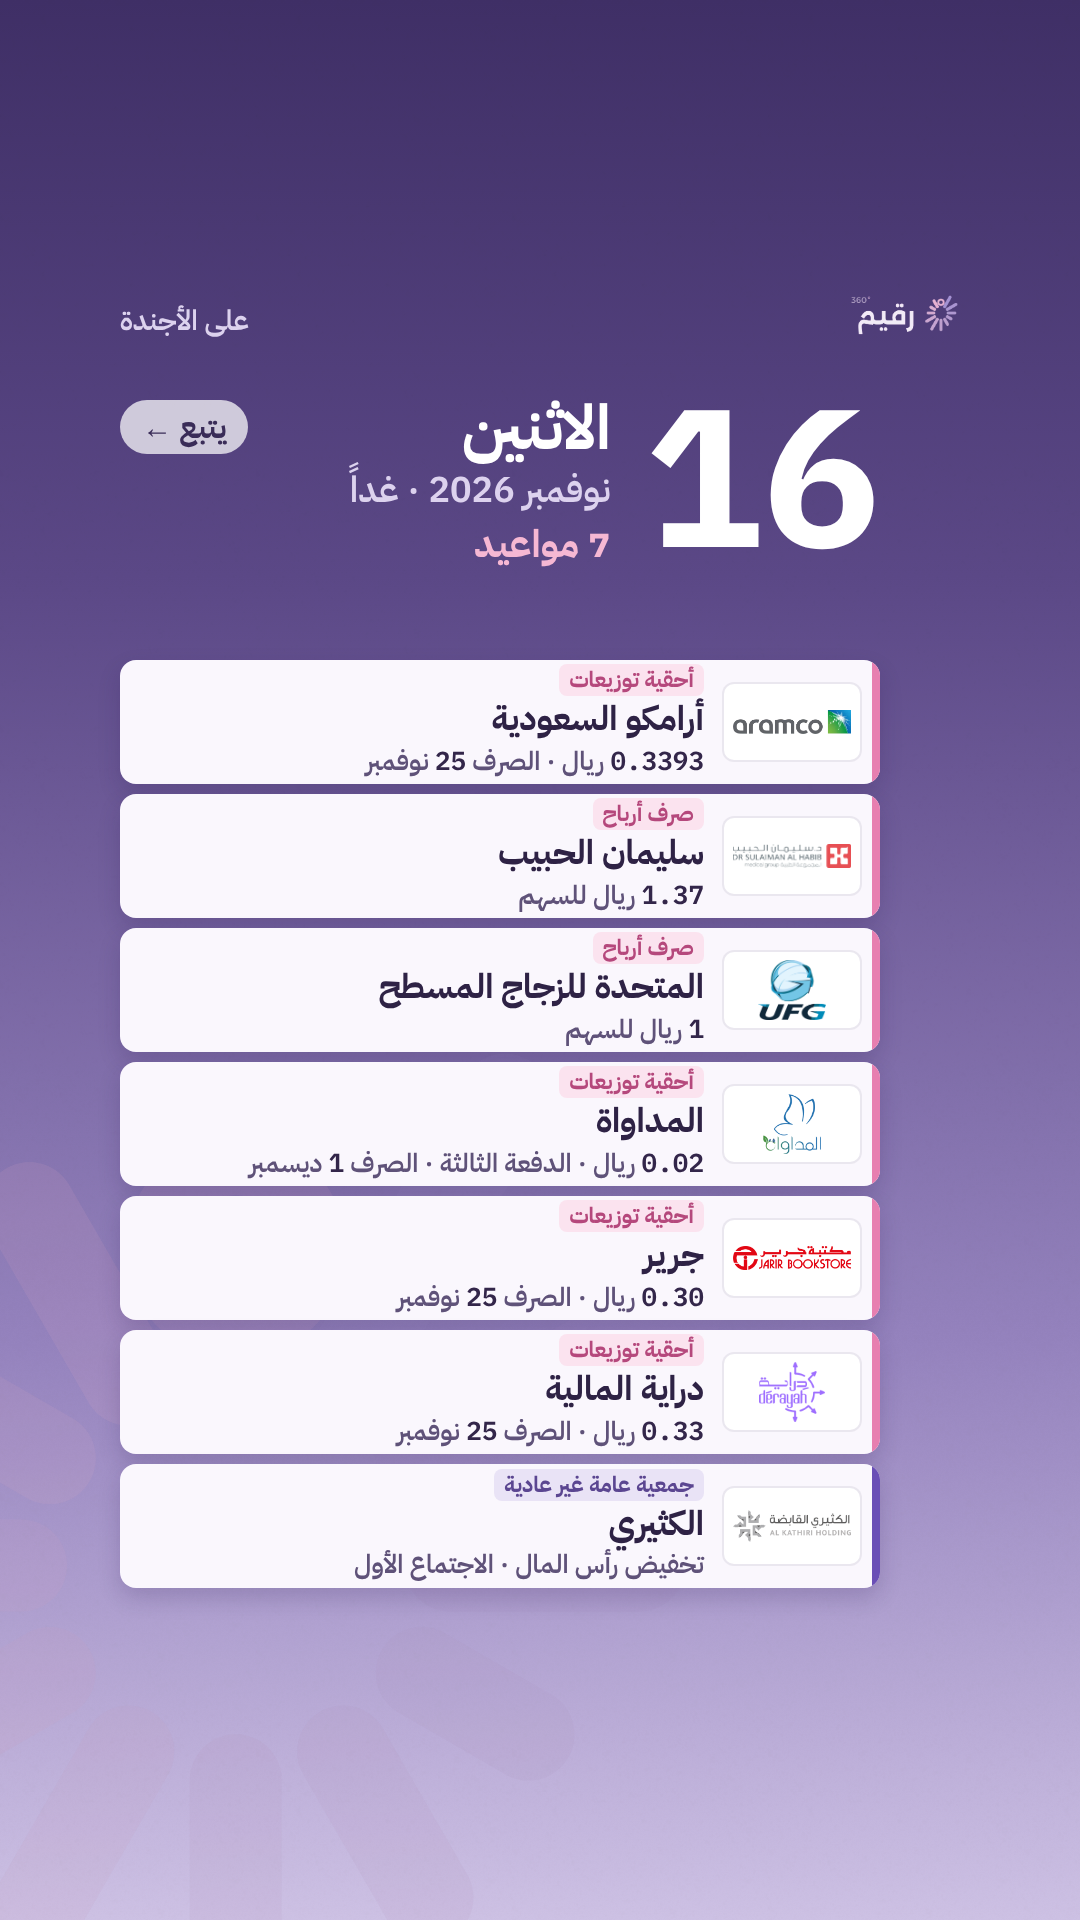 رقيم
360°
على الأجندة
16
الاثنين
نوفمبر 2026 · غداً
7 مواعيد
يتبع ←
aramco
أحقية توزيعات
أرامكو السعودية
0.3393 ريال · الصرف 25 نوفمبر
د. سليمان الحبيب
DR SULAIMAN AL HABIB
medical group
صرف أرباح
سليمان الحبيب
1.37 ريال للسهم
UFG
صرف أرباح
المتحدة للزجاج المسطح
1 ريال للسهم
المداواة
أحقية توزيعات
المداواة
0.02 ريال · الدفعة الثالثة · الصرف 1 ديسمبر
مكتبة جرير
JARIR BOOKSTORE
أحقية توزيعات
جرير
0.30 ريال · الصرف 25 نوفمبر
دراية
derayah
أحقية توزيعات
دراية المالية
0.33 ريال · الصرف 25 نوفمبر
الكثيري القابضة
AL KATHIRI HOLDING
جمعية عامة غير عادية
الكثيري
تخفيض رأس المال · الاجتماع الأول